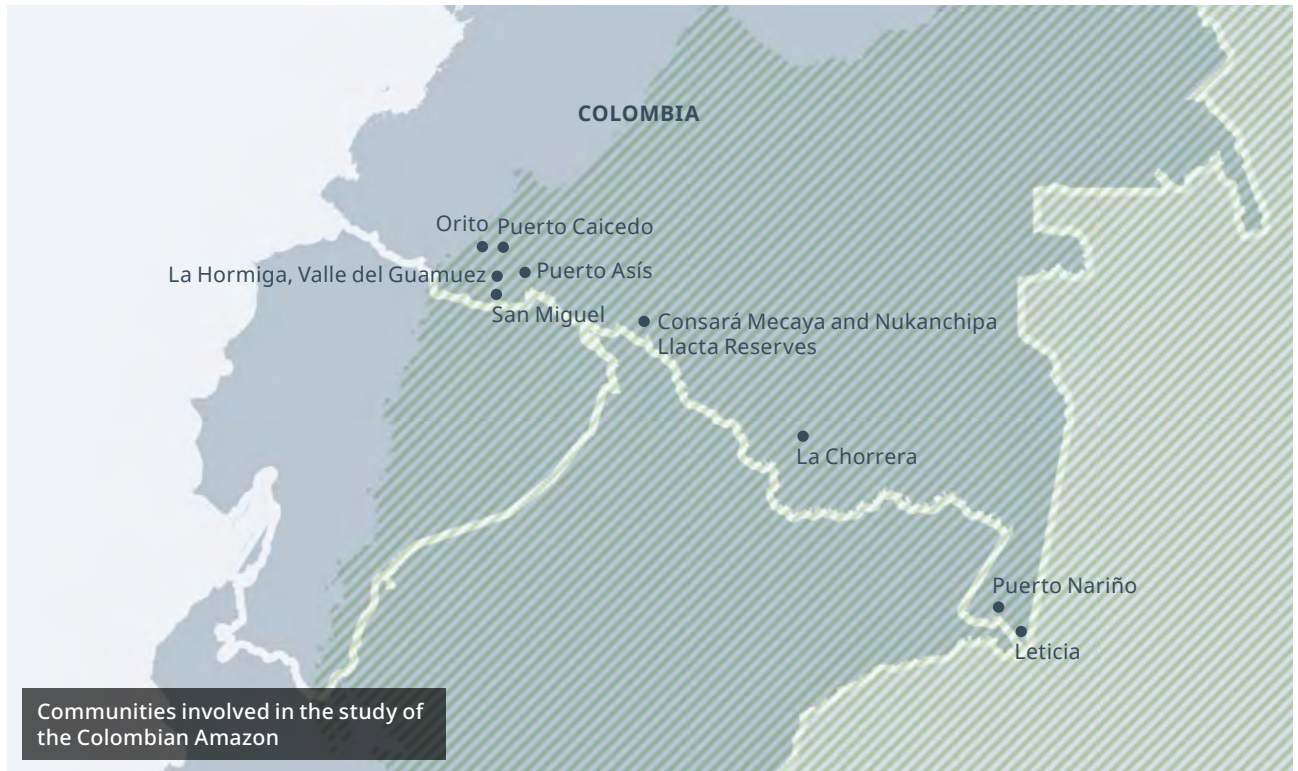 COLOMBIA
Orito
Puerto Caicedo
La Hormiga, Valle del Guamuez
Puerto Asís
San Miguel
Consará Mecaya and Nukanchipa
Llacta Reserves
La Chorrera
Puerto Nariño
Leticia
Communities involved in the study of
the Colombian Amazon